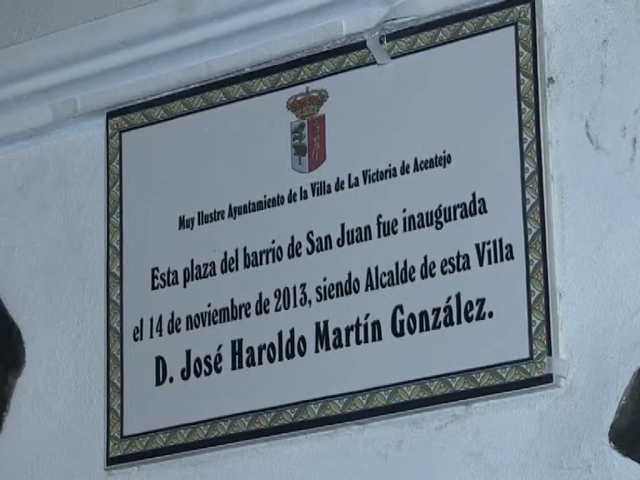 Muy Ilustre Ayuntamiento de la Villa de La Victoria de Acentejo
Esta plaza del barrio de San Juan fue inaugurada
el 14 de noviembre de 2013, siendo Alcalde de esta Villa
D. José Haroldo Martín González.